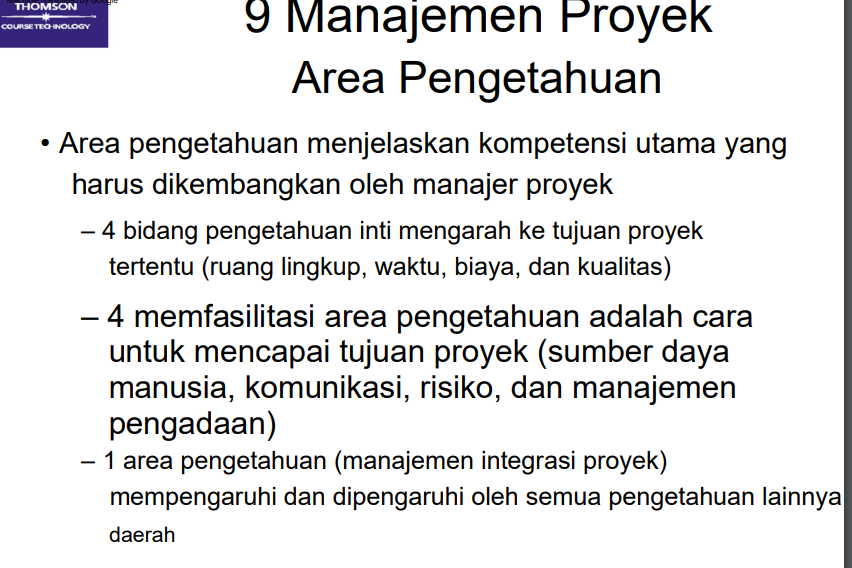 by Google
THOMSON
COURSE TECHNOLOGY
9 Manajemen Proyek
Area Pengetahuan
• Area pengetahuan menjelaskan kompetensi utama yang
harus dikembangkan oleh manajer proyek
– 4 bidang pengetahuan inti mengarah ke tujuan proyek
tertentu (ruang lingkup, waktu, biaya, dan kualitas)
– 4 memfasilitasi area pengetahuan adalah cara
untuk mencapai tujuan proyek (sumber daya
manusia, komunikasi, risiko, dan manajemen
pengadaan)
– 1 area pengetahuan (manajemen integrasi proyek)
mempengaruhi dan dipengaruhi oleh semua pengetahuan lainnya
daerah